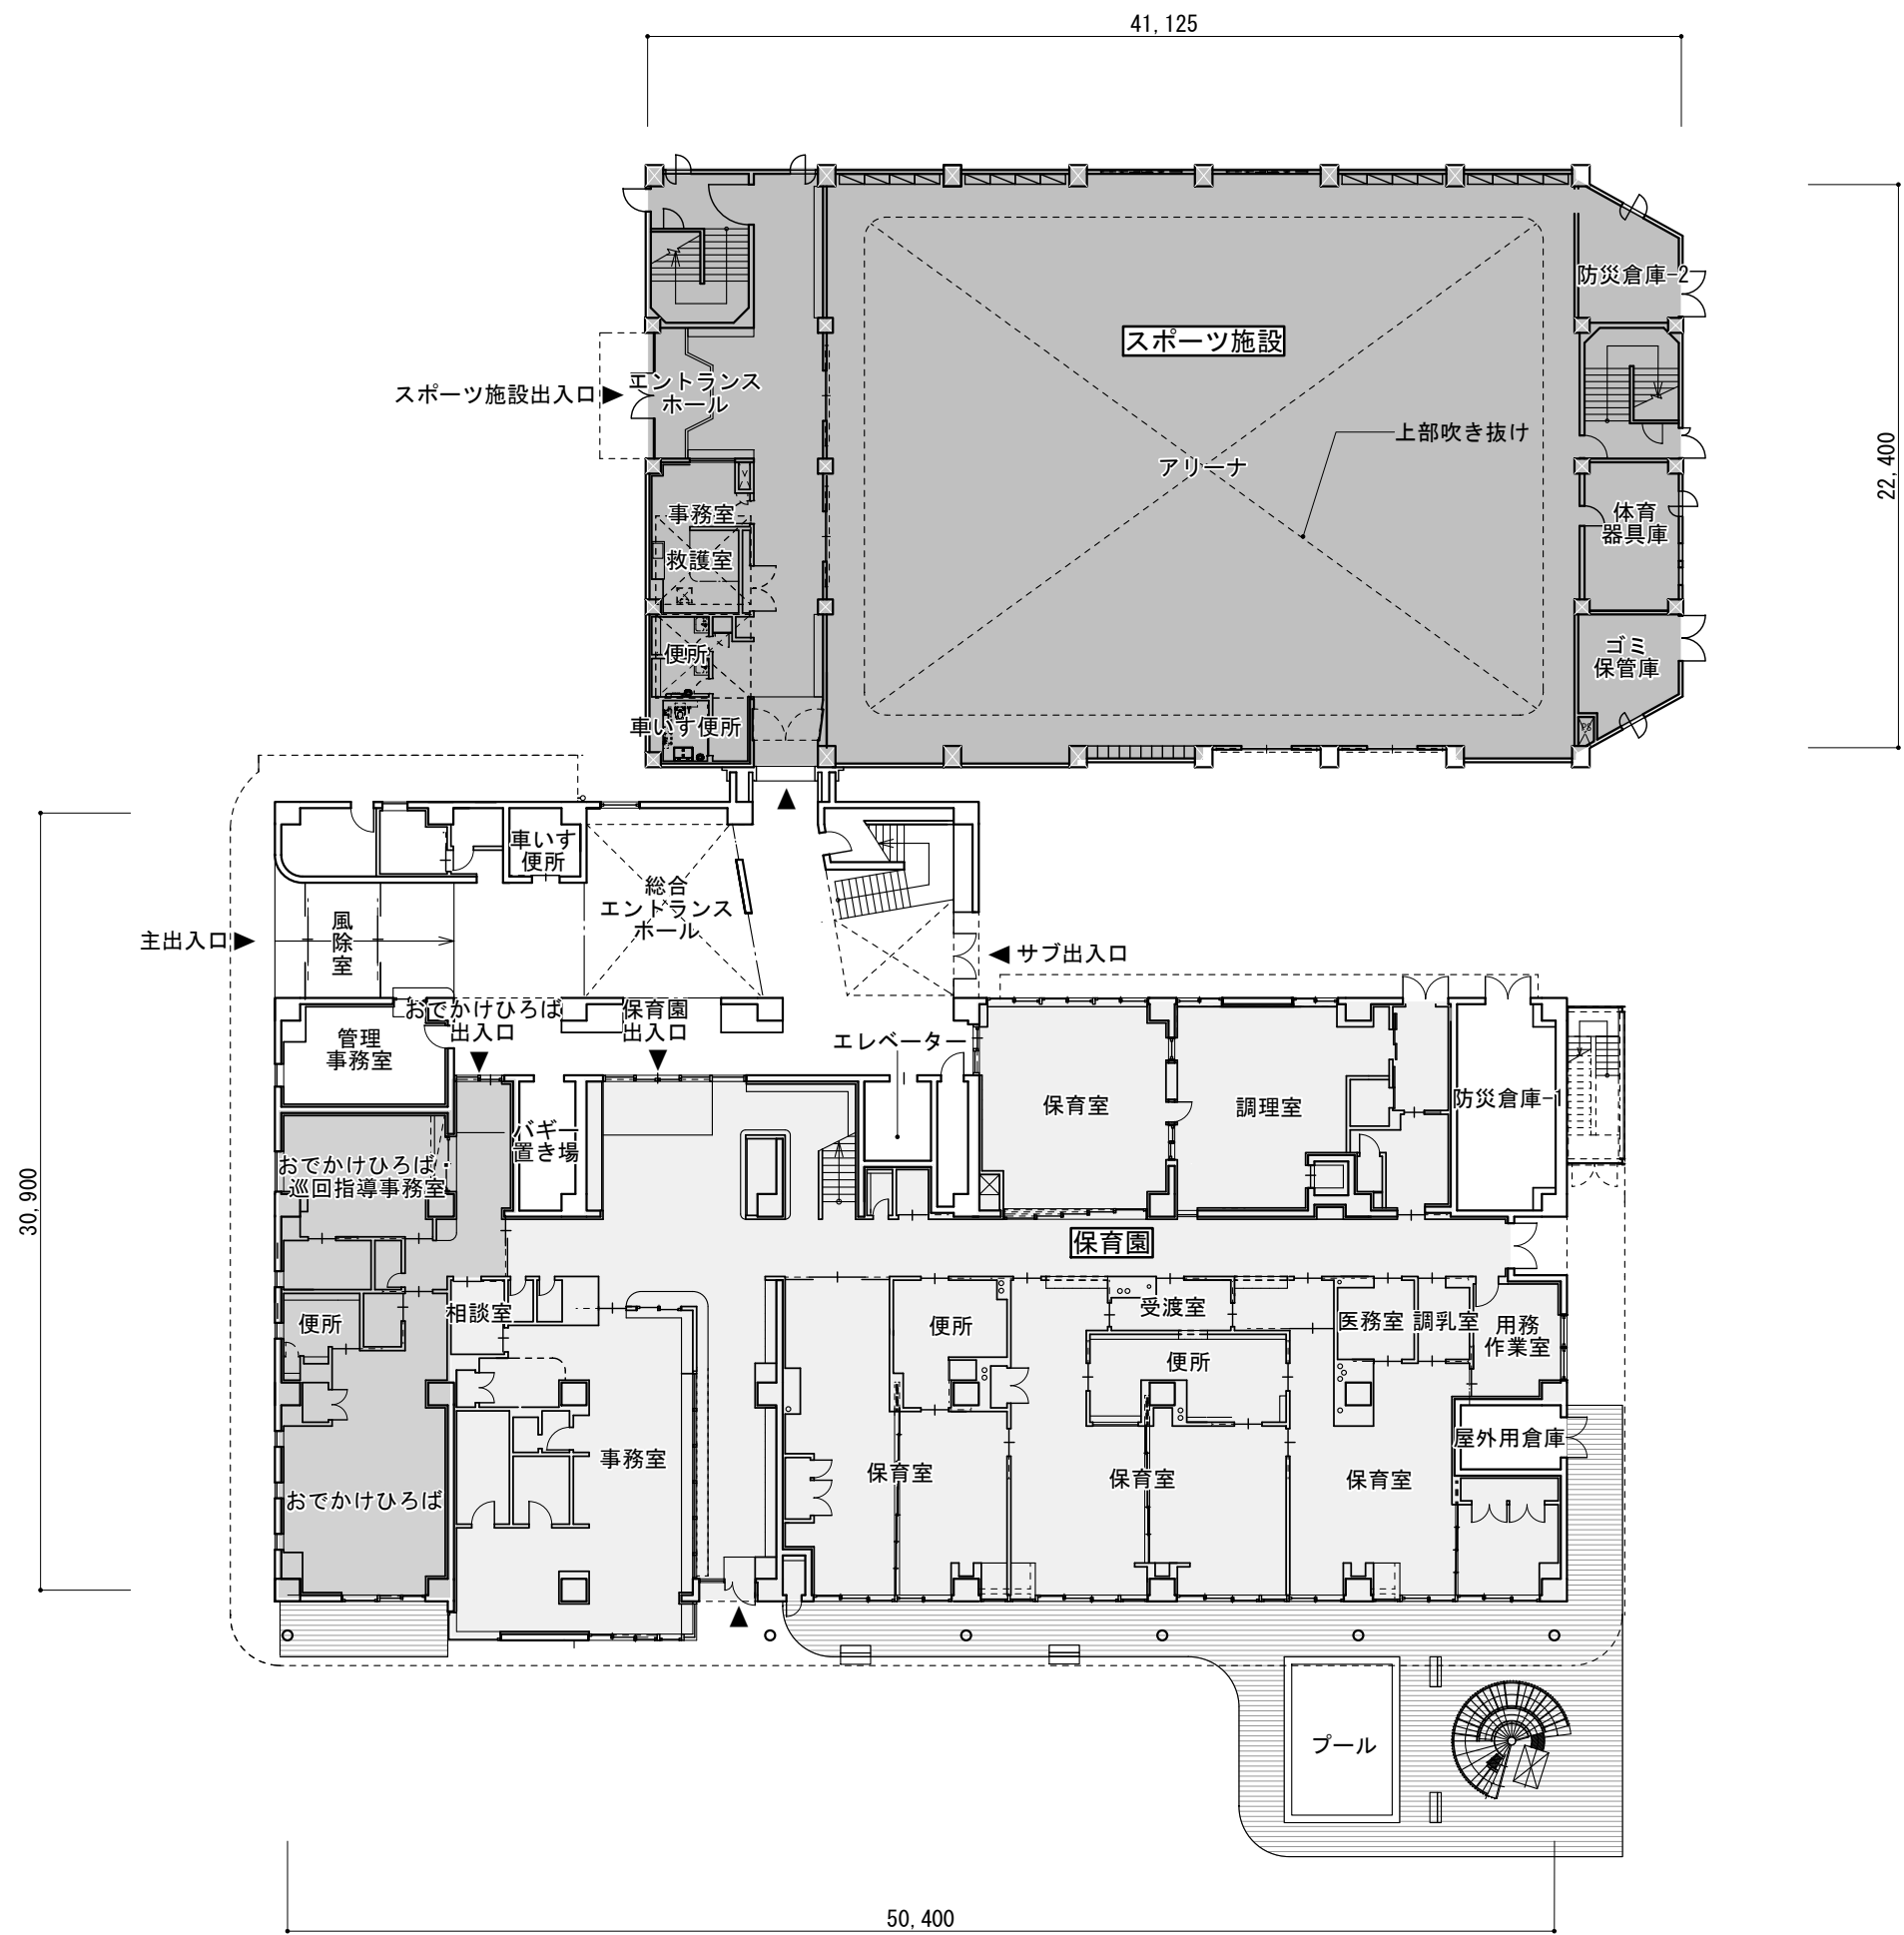 41,125
防災倉庫-2
スポーツ施設
スポーツ施設出入口
エントランス
ホール
上部吹き抜け
アリーナ
22,400
事務室
救護室
体育
器具庫
便所
ゴミ
保管庫
車いす便所
PS
車いす
便所
総合
エントランス
ホール
風
除
室
主出入口
サブ出入口
おでかけひろば
出入口
保育園
出入口
管理
事務室
エレベーター
保育室
調理室
防災倉庫-1
バギー
置き場
おでかけひろば・
巡回指導事務室
30,900
保育園
相談室
便所
便所
受渡室
医務室
調乳室
用務
作業室
便所
事務室
おでかけひろば
保育室
保育室
保育室
屋外用倉庫
プール
50,400